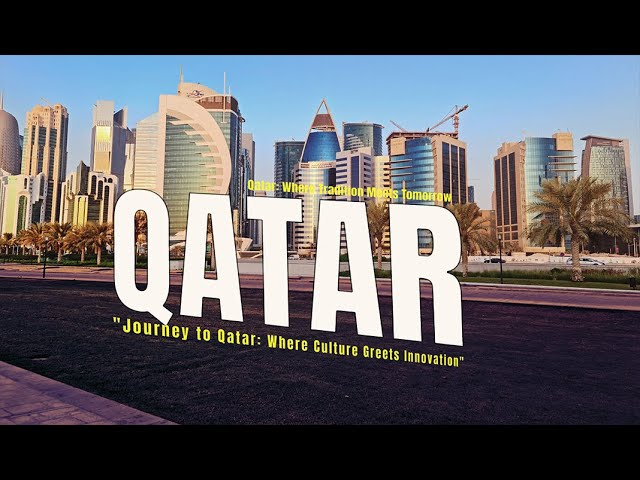 Qatar: Where Tradition Meets Tomorrow
QATAR
"Journey to Qatar: Where Culture Greets Innovation"